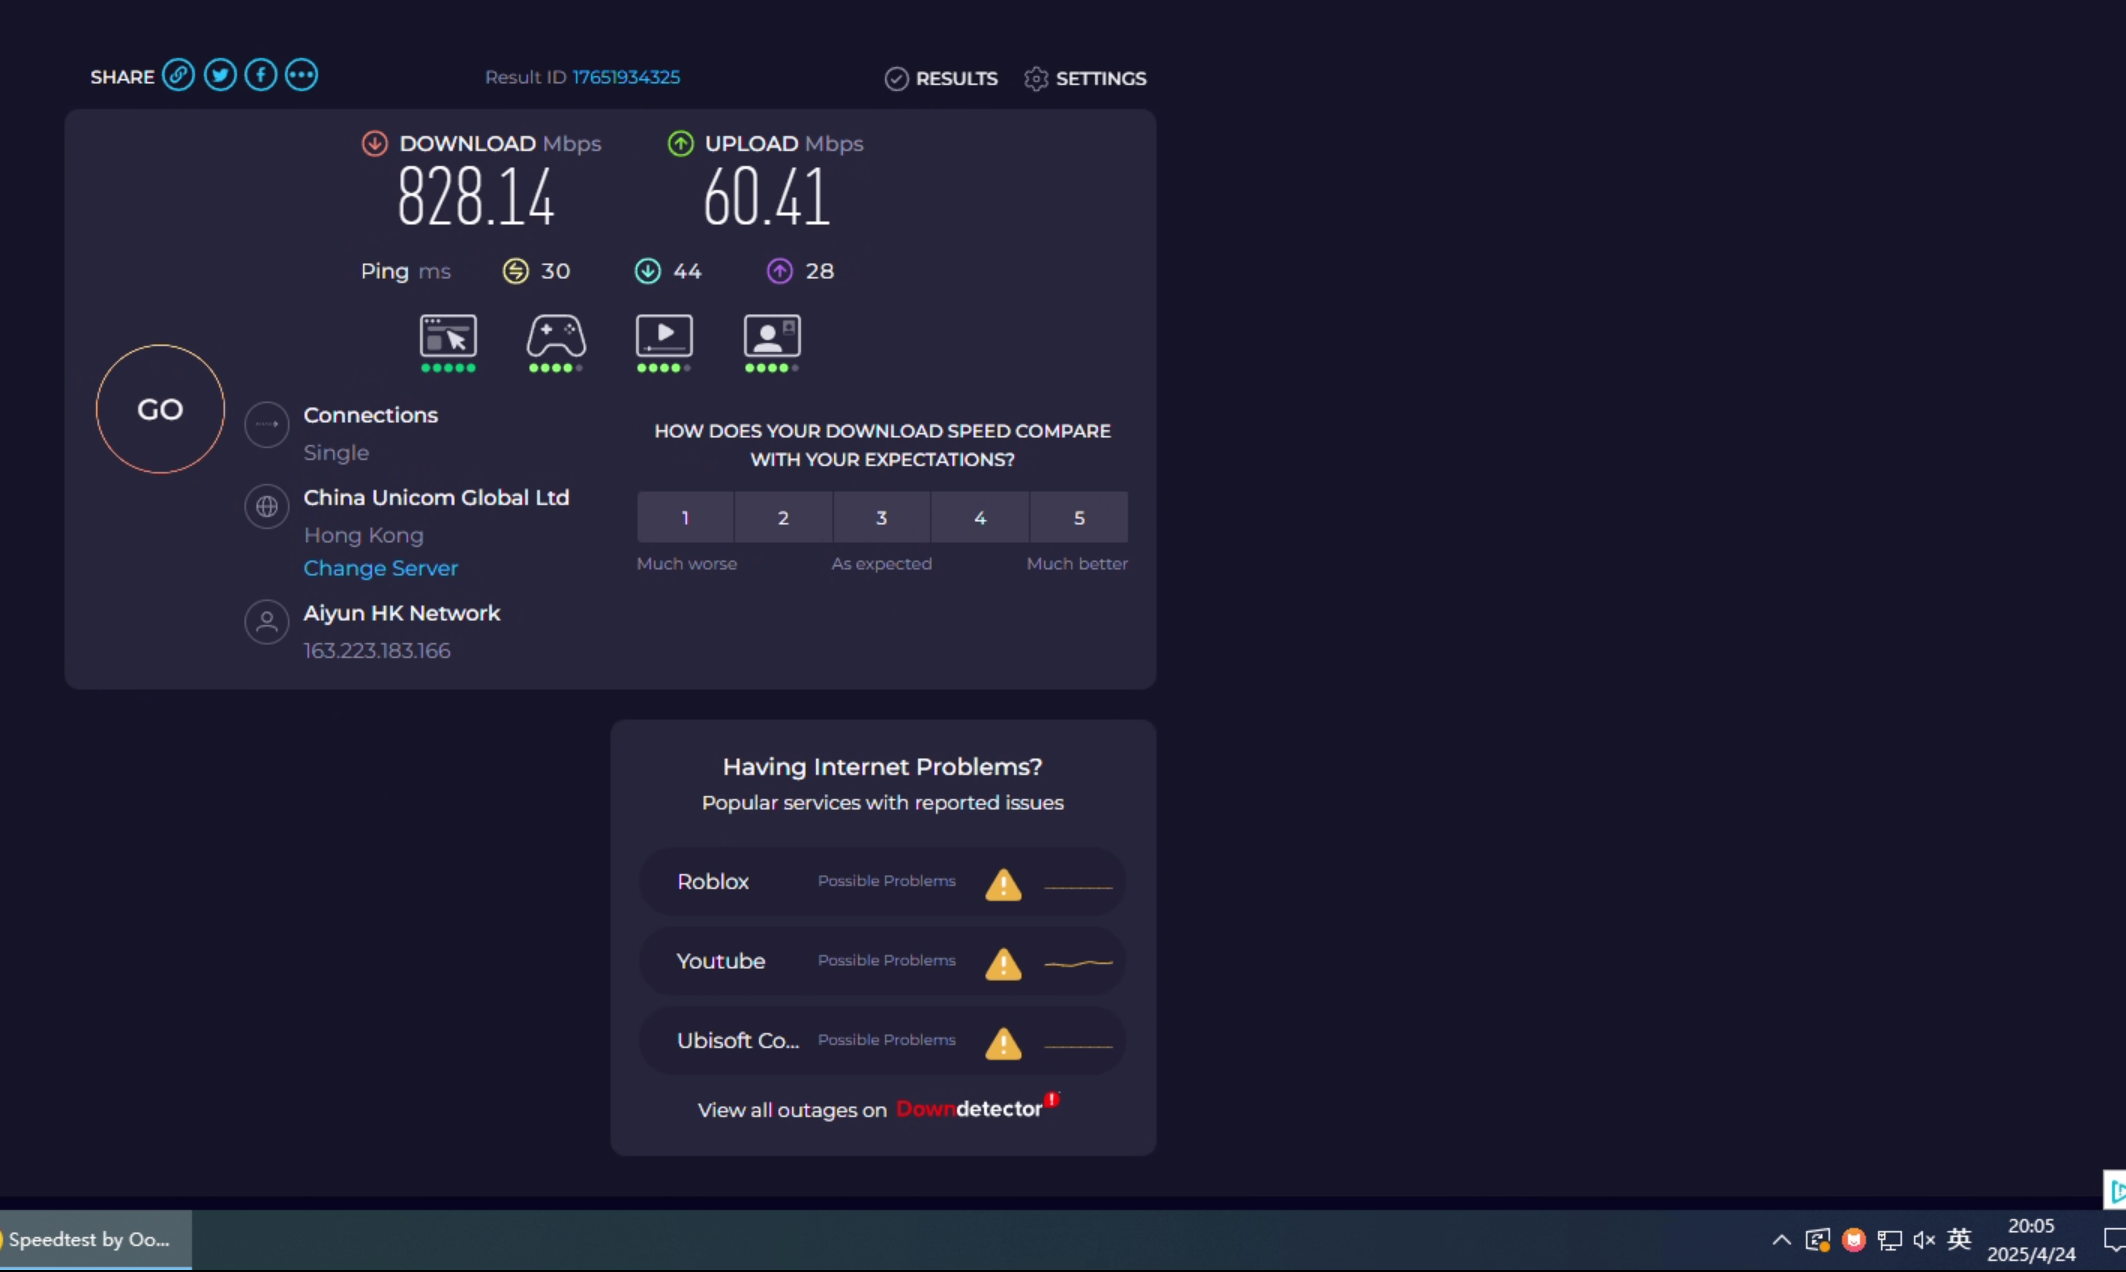 SHARE
Result ID 17651934325
RESULTS
SETTINGS
DOWNLOAD Mbps
828.14
UPLOAD Mbps
60.41
Ping ms
30
44
28
GO
Connections
Single
China Unicom Global Ltd
Hong Kong
Change Server
Aiyun HK Network
163.223.183.166
HOW DOES YOUR DOWNLOAD SPEED COMPARE
WITH YOUR EXPECTATIONS?
1 2 3 4 5
Much worse As expected Much better
Having Internet Problems?
Popular services with reported issues
Roblox Possible Problems
Youtube Possible Problems
Ubisoft Co... Possible Problems
View all outages on Downdetector
Speedtest by Oo...
英
20:05
2025/4/24